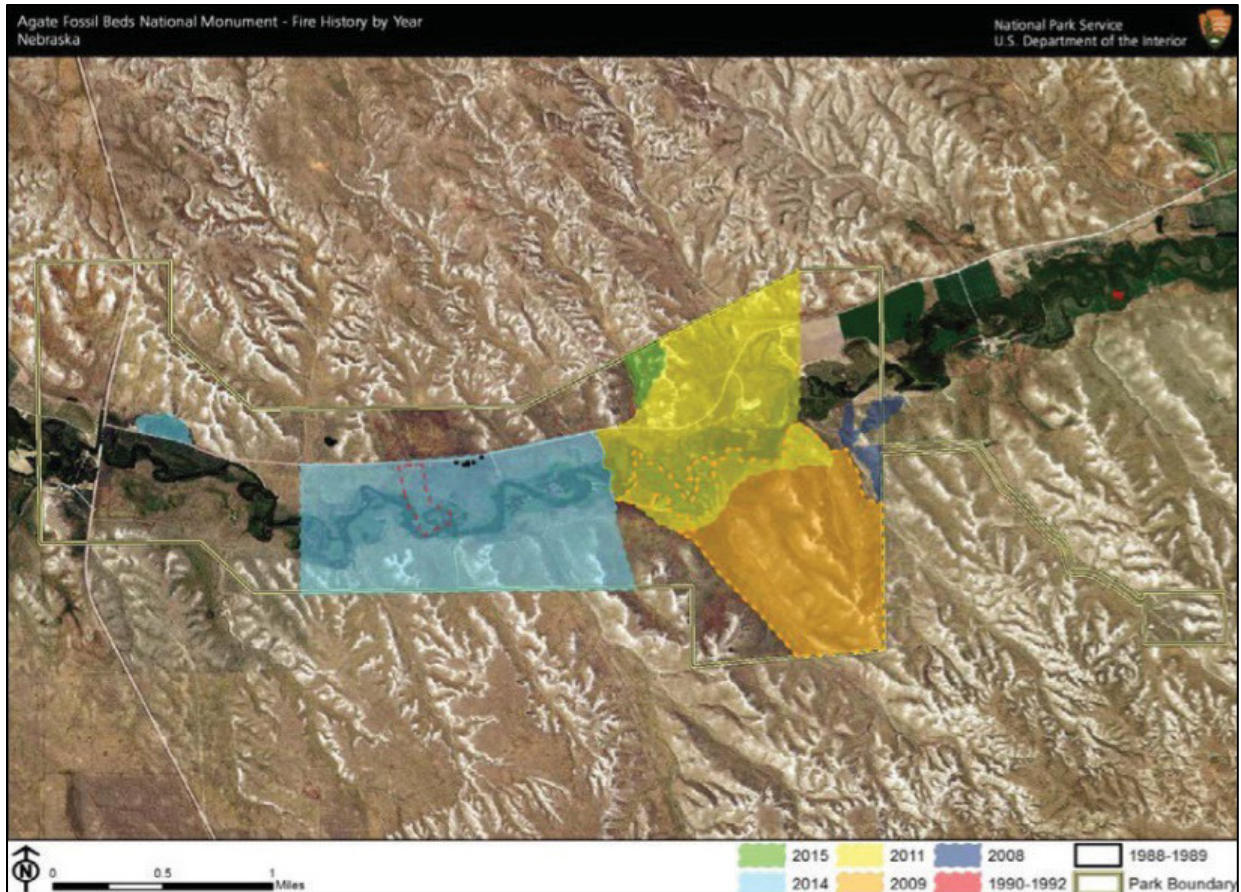 Agate Fossil Beds National Monument - Fire History by Year
Nebraska
National Park Service
U.S. Department of the Interior
N
0 0.5 1
Miles
2015 2011 2008 1988-1989
2014 2009 1990-1992 Park Boundary